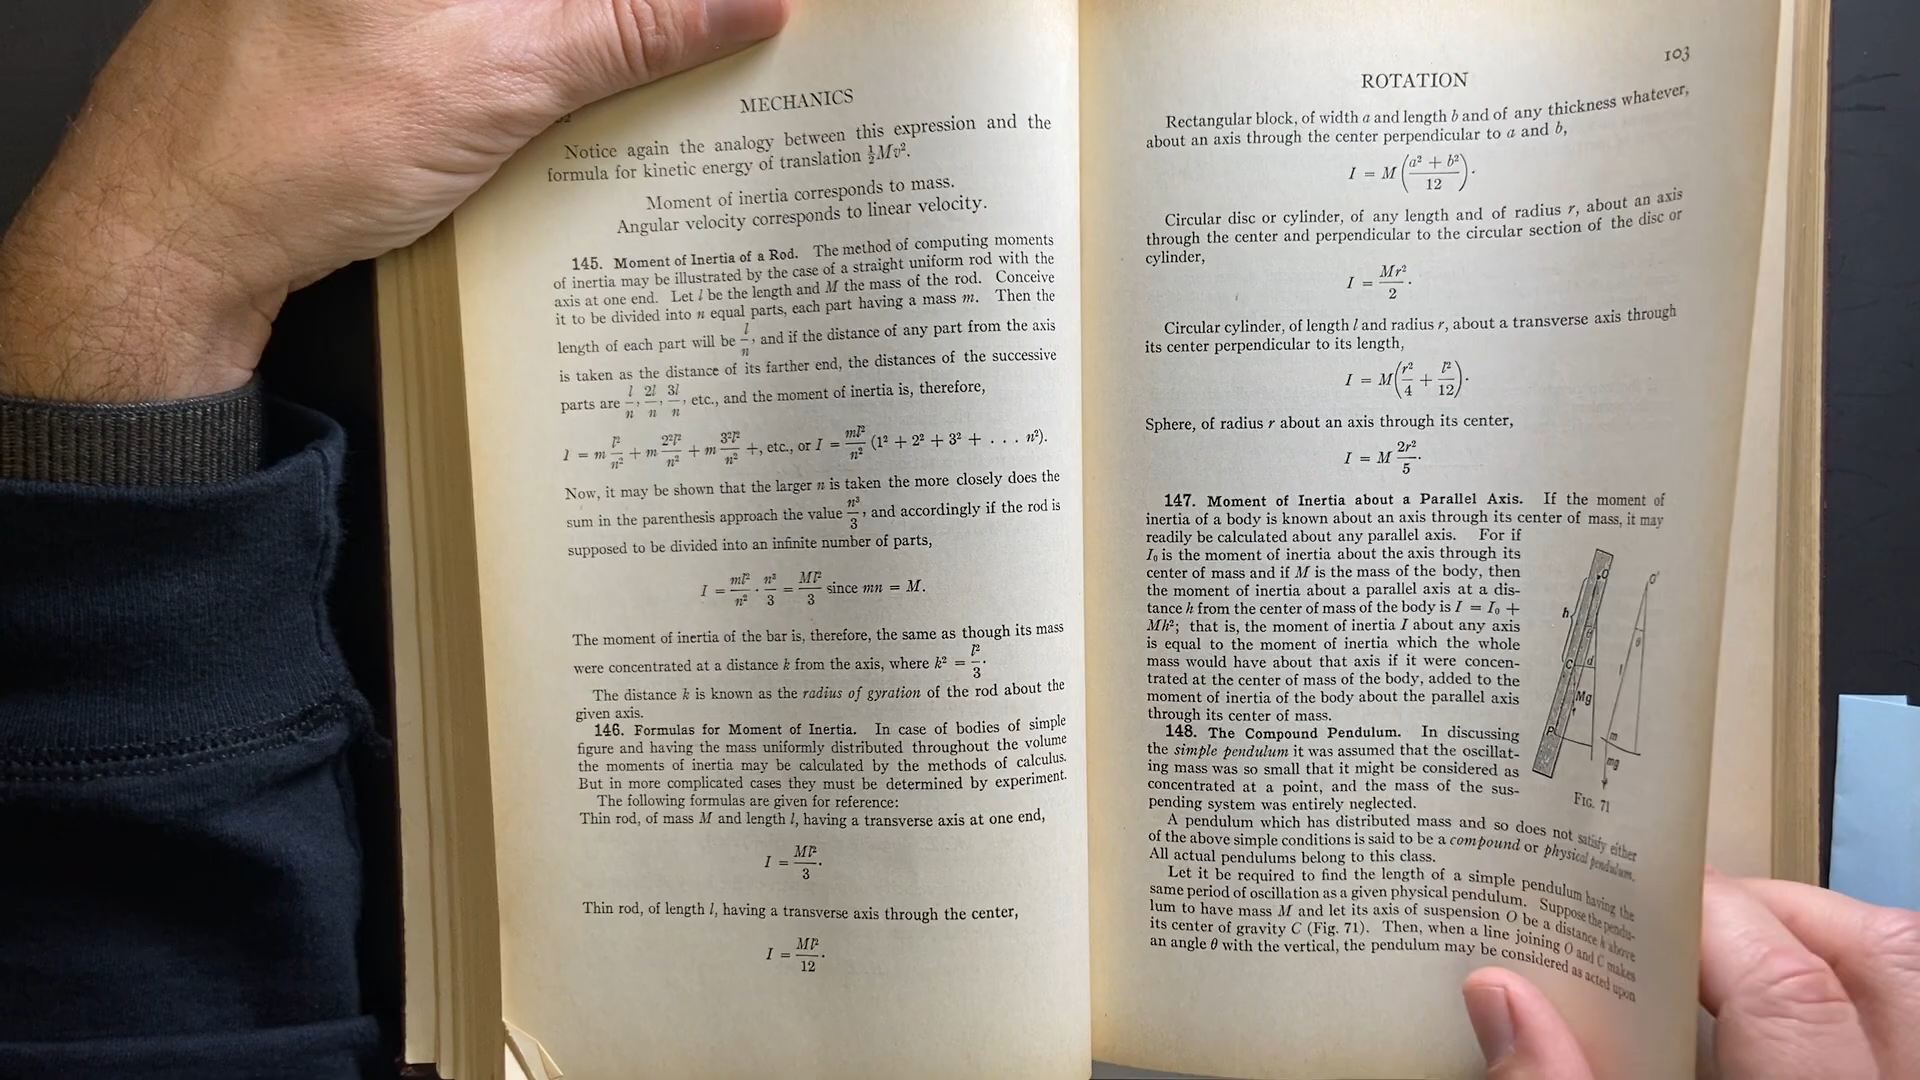 MECHANICS
Notice again the analogy between this expression and the
formula for kinetic energy of translation ½Mv².
Moment of inertia corresponds to mass.
Angular velocity corresponds to linear velocity.
145. Moment of Inertia of a Rod. The method of computing moments
of inertia may be illustrated by the case of a straight uniform rod with the
axis at one end. Let l be the length and M the mass of the rod. Conceive
it to be divided into n equal parts, each part having a mass m. Then the
length of each part will be l/n, and if the distance of any part from the axis
is taken as the distance of its farther end, the distances of the successive
parts are l/n, 2l/n, 3l/n, etc., and the moment of inertia is, therefore,
I = m l²/n² + m 2²l²/n² + m 3²l²/n² +, etc., or I = ml²/n² (1² + 2² + 3² + . . . n²).
Now, it may be shown that the larger n is taken the more closely does the
sum in the parenthesis approach the value n³/3, and accordingly if the rod is
supposed to be divided into an infinite number of parts,
I = ml²/n² · n³/3 = Ml²/3 since mn = M.
The moment of inertia of the bar is, therefore, the same as though its mass
were concentrated at a distance k from the axis, where k² = l²/3.
The distance k is known as the radius of gyration of the rod about the
given axis.
146. Formulas for Moment of Inertia. In case of bodies of simple
figure and having the mass uniformly distributed throughout the volume
the moments of inertia may be calculated by the methods of calculus.
But in more complicated cases they must be determined by experiment.
The following formulas are given for reference:
Thin rod, of mass M and length l, having a transverse axis at one end,
I = Ml²/3.
Thin rod, of length l, having a transverse axis through the center,
I = Ml²/12.
103
ROTATION
Rectangular block, of width a and length b and of any thickness whatever,
about an axis through the center perpendicular to a and b,
I = M((a² + b²)/12).
Circular disc or cylinder, of any length and of radius r, about an axis
through the center and perpendicular to the circular section of the disc or
cylinder,
I = Mr²/2.
Circular cylinder, of length l and radius r, about a transverse axis through
its center perpendicular to its length,
I = M(r²/4 + l²/12).
Sphere, of radius r about an axis through its center,
I = M 2r²/5.
147. Moment of Inertia about a Parallel Axis. If the moment of
inertia of a body is known about an axis through its center of mass, it may
readily be calculated about any parallel axis. For if
I₀ is the moment of inertia about the axis through its
center of mass and if M is the mass of the body, then
the moment of inertia about a parallel axis at a dis-
tance h from the center of mass of the body is I = I₀ +
Mh²; that is, the moment of inertia I about any axis
is equal to the moment of inertia which the whole
mass would have about that axis if it were concen-
trated at the center of mass of the body, added to the
moment of inertia of the body about the parallel axis
through its center of mass.
148. The Compound Pendulum. In discussing
the simple pendulum it was assumed that the oscillat-
ing mass was so small that it might be considered as
concentrated at a point, and the mass of the sus-
pending system was entirely neglected.
O
O'
h
θ
θ
C
d
l
Mg
P
m
mg
FIG. 71
A pendulum which has distributed mass and so does not satisfy either
of the above simple conditions is said to be a compound or physical pendulum.
All actual pendulums belong to this class.
Let it be required to find the length of a simple pendulum having the
same period of oscillation as a given physical pendulum. Suppose the pendu-
lum to have mass M and let its axis of suspension O be a distance h above
its center of gravity C (Fig. 71). Then, when a line joining O and C makes
an angle θ with the vertical, the pendulum may be considered as acted upon